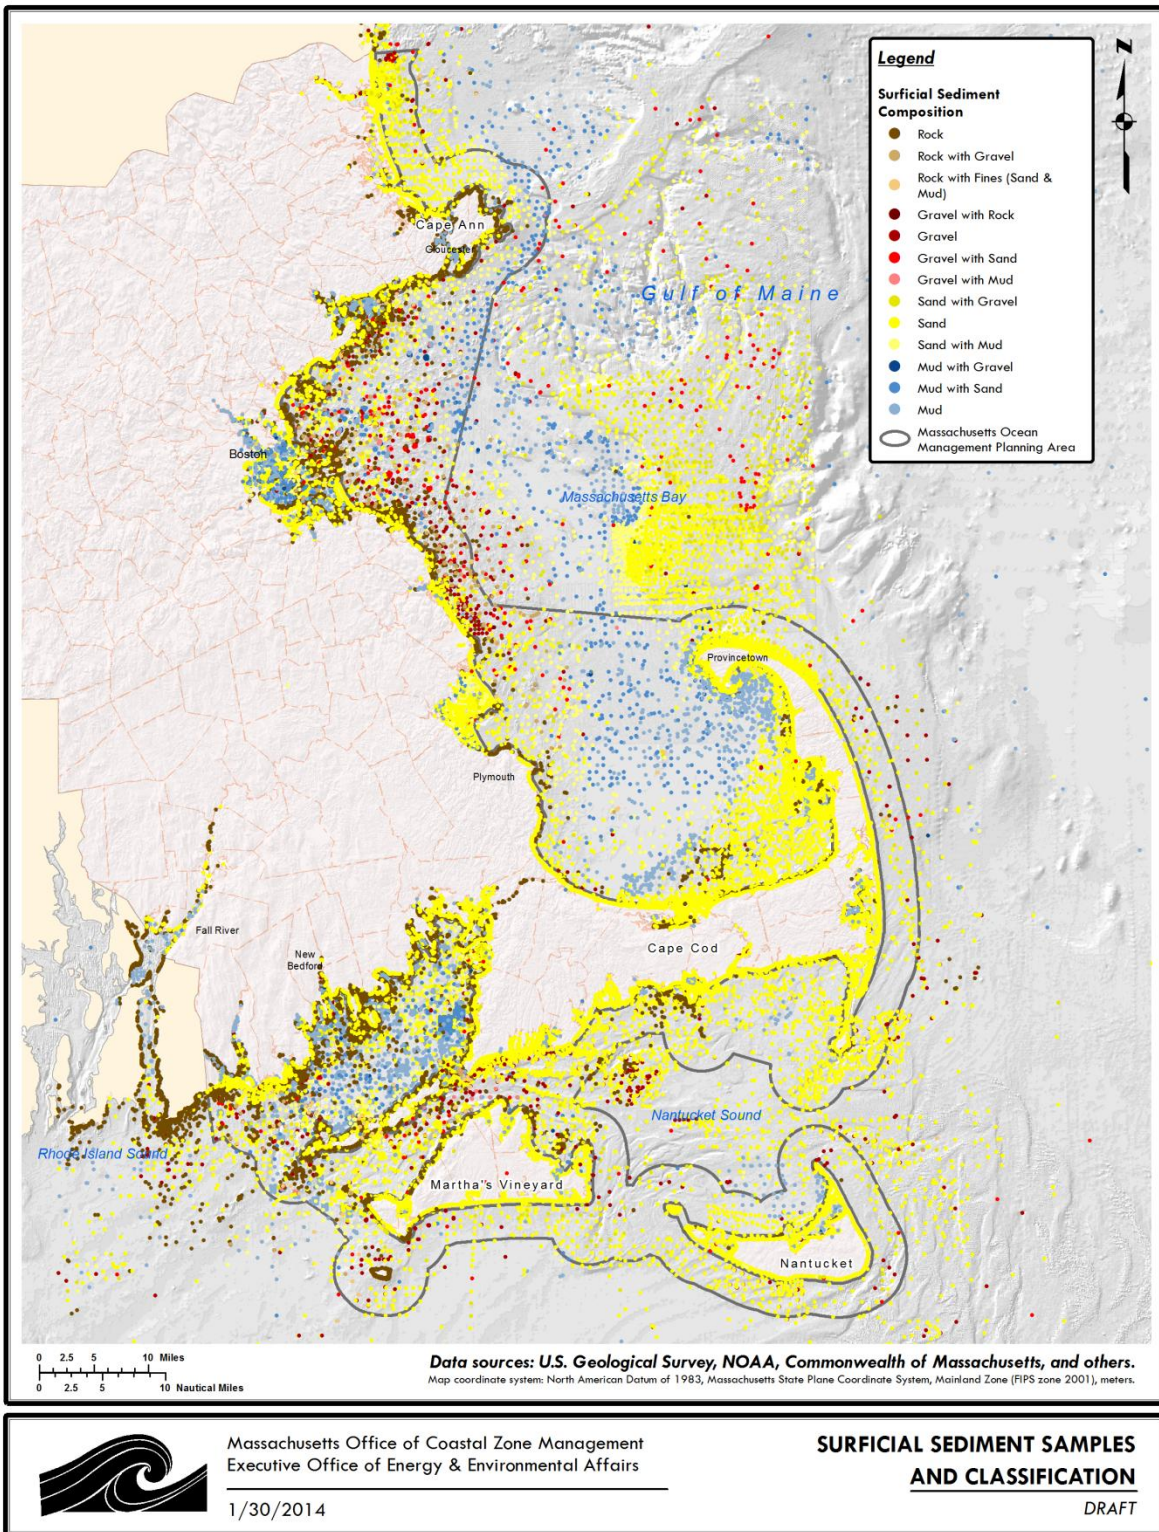 Legend
Surficial Sediment
Composition
Rock
Rock with Gravel
Rock with Fines (Sand &
Mud)
Gravel with Rock
Gravel
Gravel with Sand
Gravel with Mud
Sand with Gravel
Sand
Sand with Mud
Mud with Gravel
Mud with Sand
Mud
Massachusetts Ocean
Management Planning Area
N
Cape Ann
Gloucester
Gulf of Maine
Boston
Massachusetts Bay
Provincetown
Plymouth
Fall River
New
Bedford
Cape Cod
Nantucket Sound
Rhode Island Sound
Martha's Vineyard
Nantucket
0 2.5 5 10 Miles
0 2.5 5 10 Nautical Miles
Data sources: U.S. Geological Survey, NOAA, Commonwealth of Massachusetts, and others.
Map coordinate system: North American Datum of 1983, Massachusetts State Plane Coordinate System, Mainland Zone (FIPS zone 2001), meters.
Massachusetts Office of Coastal Zone Management
Executive Office of Energy & Environmental Affairs
1/30/2014
SURFICIAL SEDIMENT SAMPLES
AND CLASSIFICATION
DRAFT